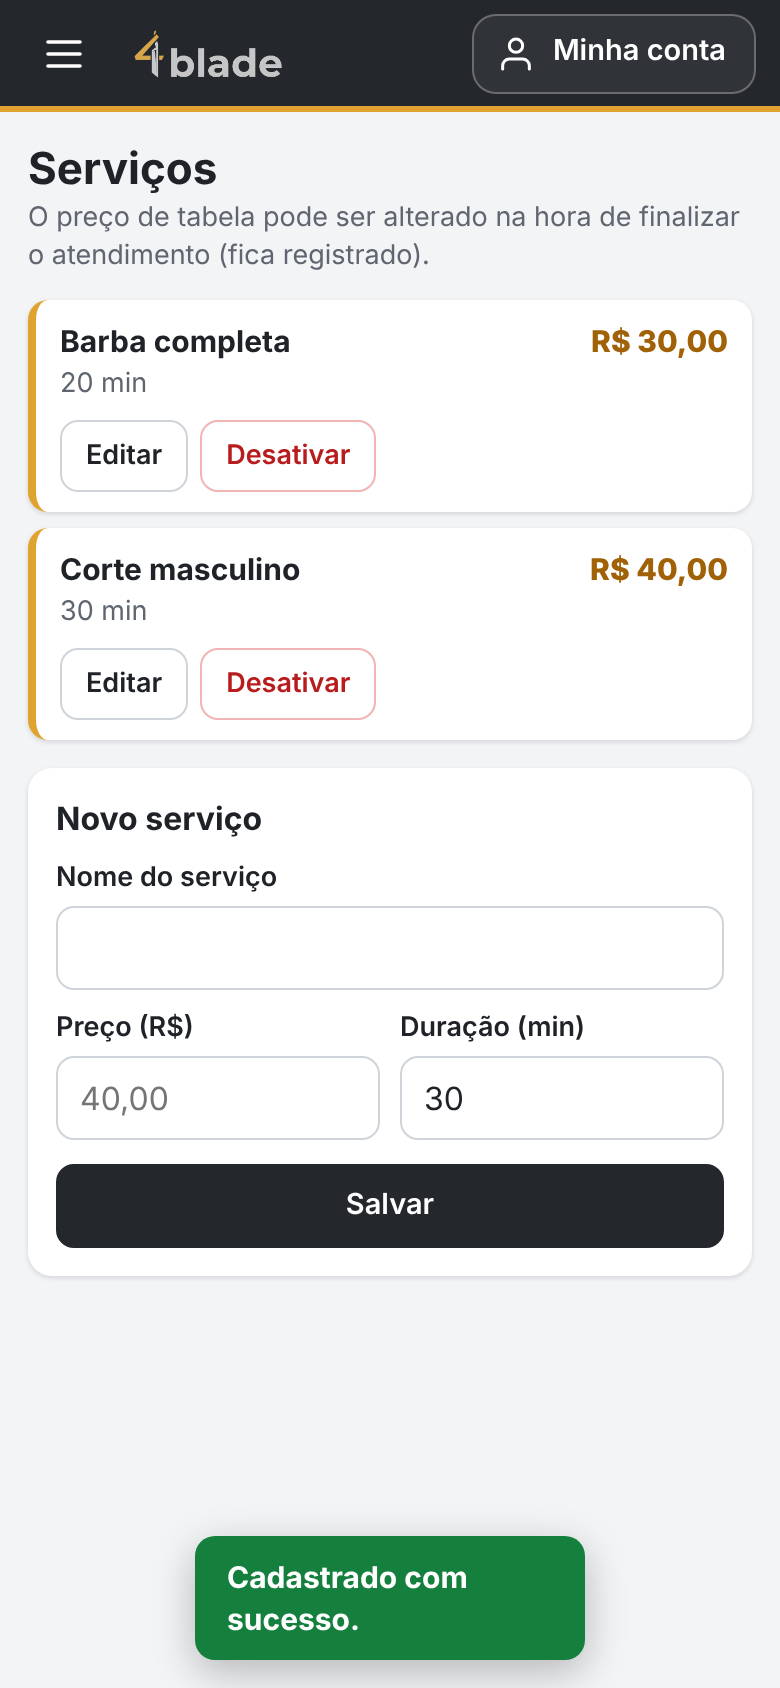 4blade
Minha conta
Serviços
O preço de tabela pode ser alterado na hora de finalizar
o atendimento (fica registrado).
Barba completa
R$ 30,00
20 min
Editar
Desativar
Corte masculino
R$ 40,00
30 min
Editar
Desativar
Novo serviço
Nome do serviço
Preço (R$)
Duração (min)
40,00
30
Salvar
Cadastrado com
sucesso.